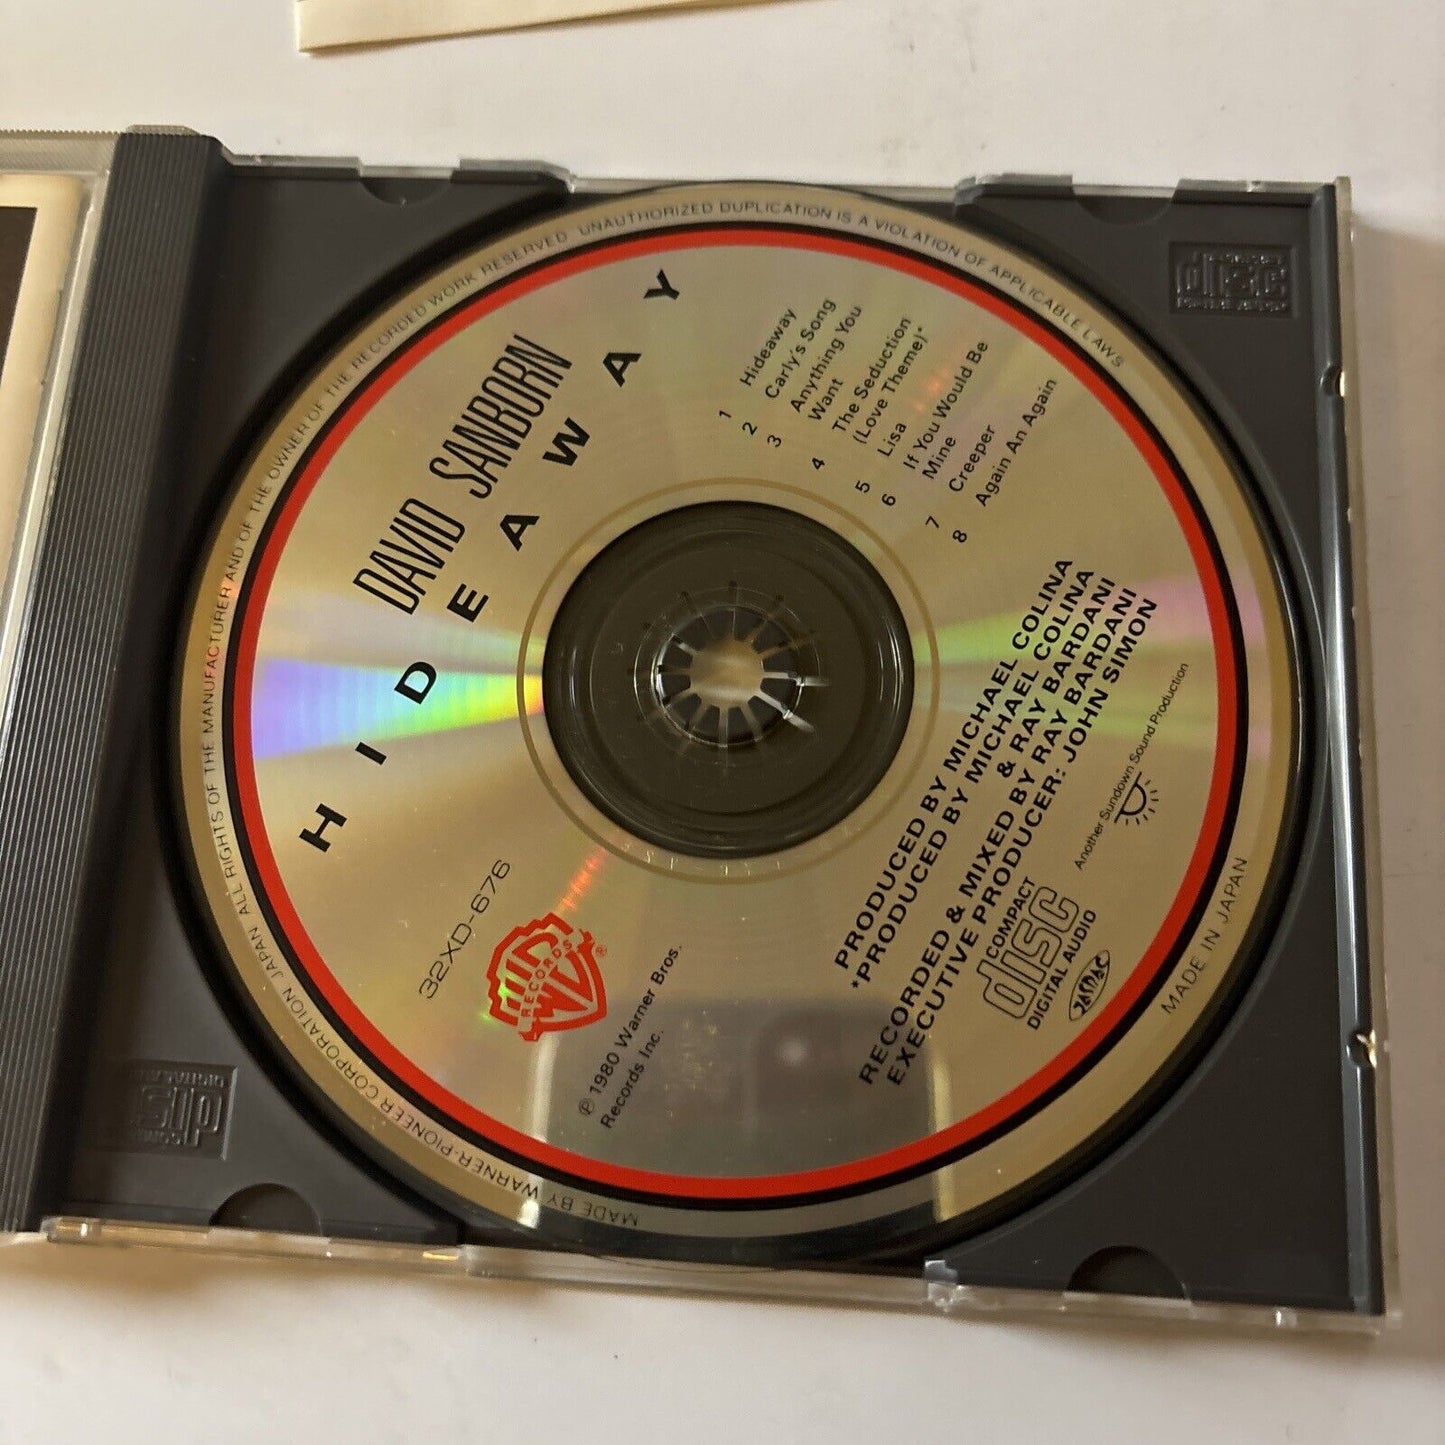 DAVID SANBORN
HIDEAWAY
1 Hideaway
2 Carly's Song
3 Anything You
Want
4 The Seduction
(Love Theme)*
5 Lisa
6 If You Would Be
Mine
7 Creeper
8 Again An Again
PRODUCED BY MICHAEL COLINA
*PRODUCED BY MICHAEL COLINA
& RAY BARDANI
RECORDED & MIXED BY RAY BARDANI
EXECUTIVE PRODUCER: JOHN SIMON
Another Sundown Sound Production
COMPACT
disc
DIGITAL AUDIO
32XD-676
RECORDS
®
℗ 1980 Warner Bros.
Records Inc.
MADE BY WARNER-PIONEER CORPORATION, JAPAN. ALL RIGHTS OF THE MANUFACTURER AND OF THE OWNER OF THE RECORDED WORK RESERVED. UNAUTHORIZED DUPLICATION IS A VIOLATION OF APPLICABLE LAWS
MADE IN JAPAN
disc
disc